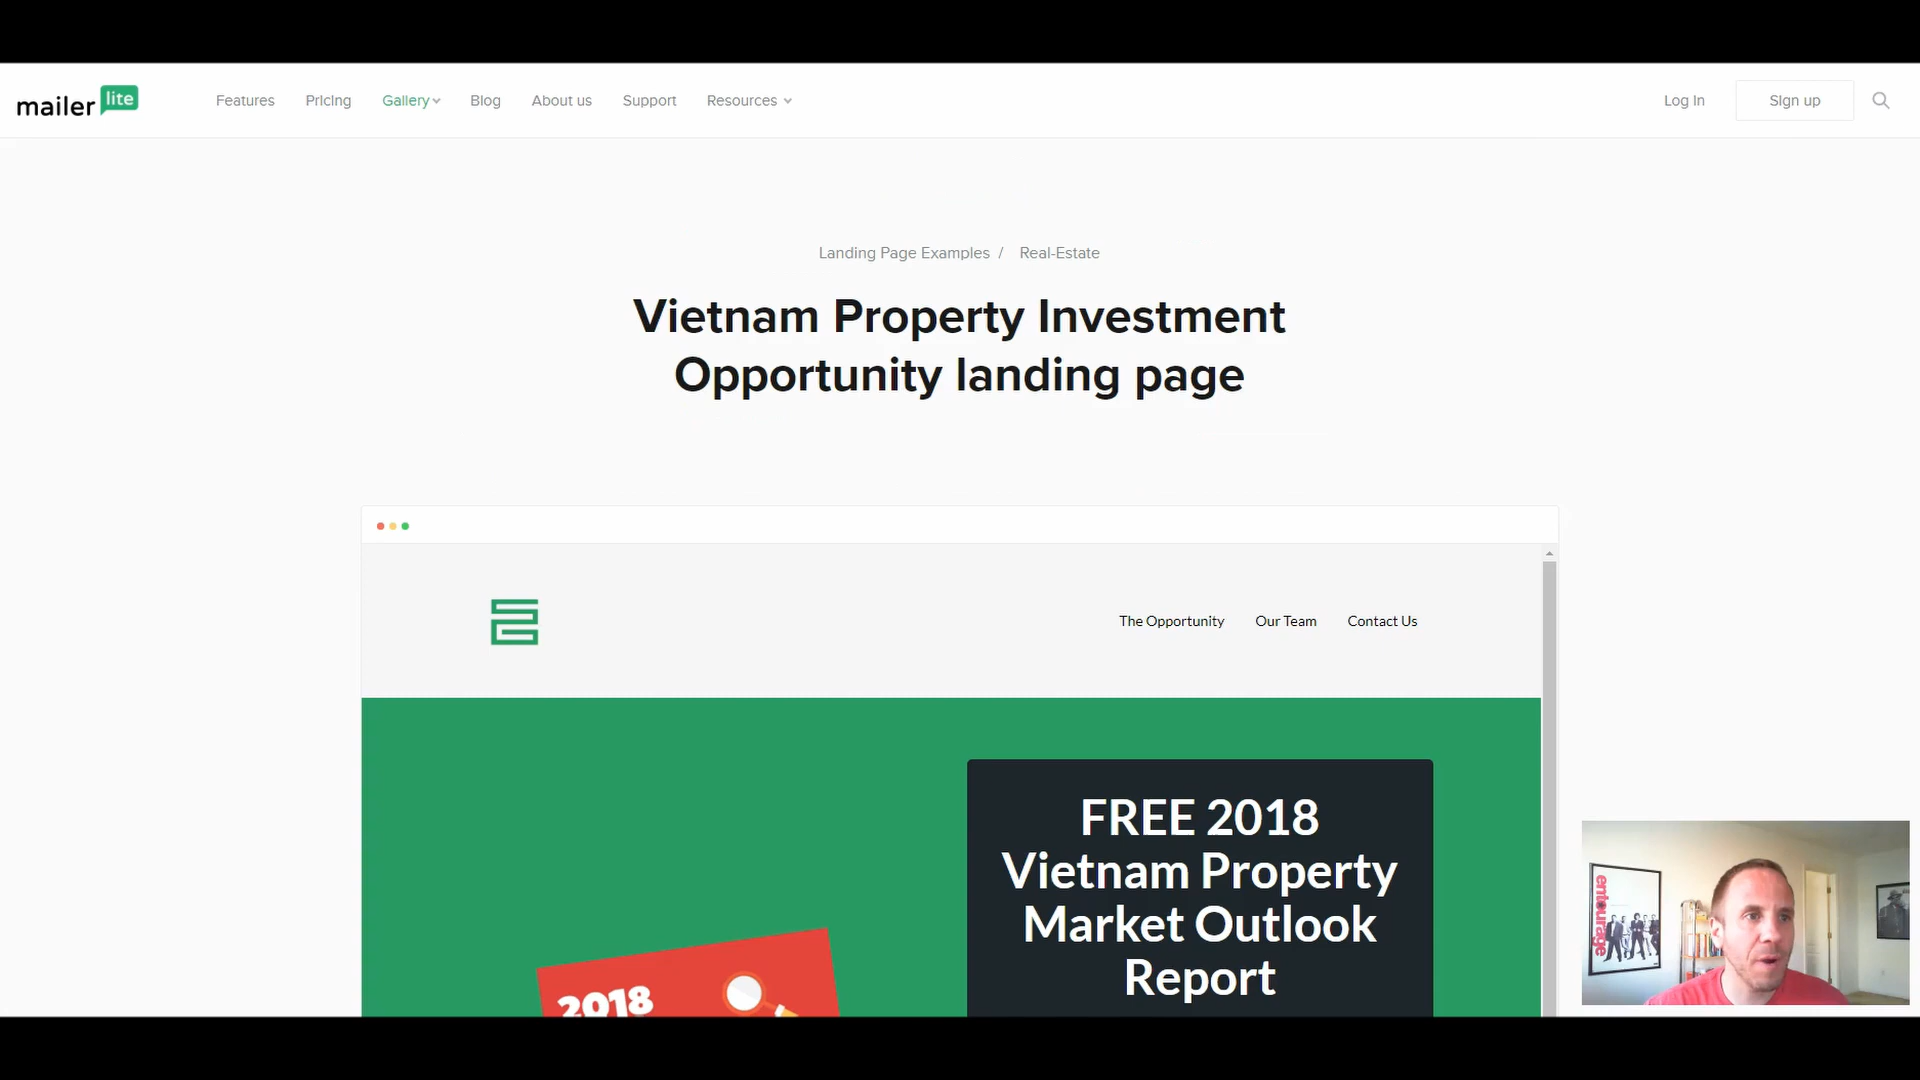 mailer lite
Features Pricing Gallery Blog About us Support Resources
Log in Sign up
Landing Page Examples / Real-Estate
Vietnam Property Investment
Opportunity landing page
The Opportunity Our Team Contact Us
FREE 2018
Vietnam Property
Market Outlook
Report
2018
entourage